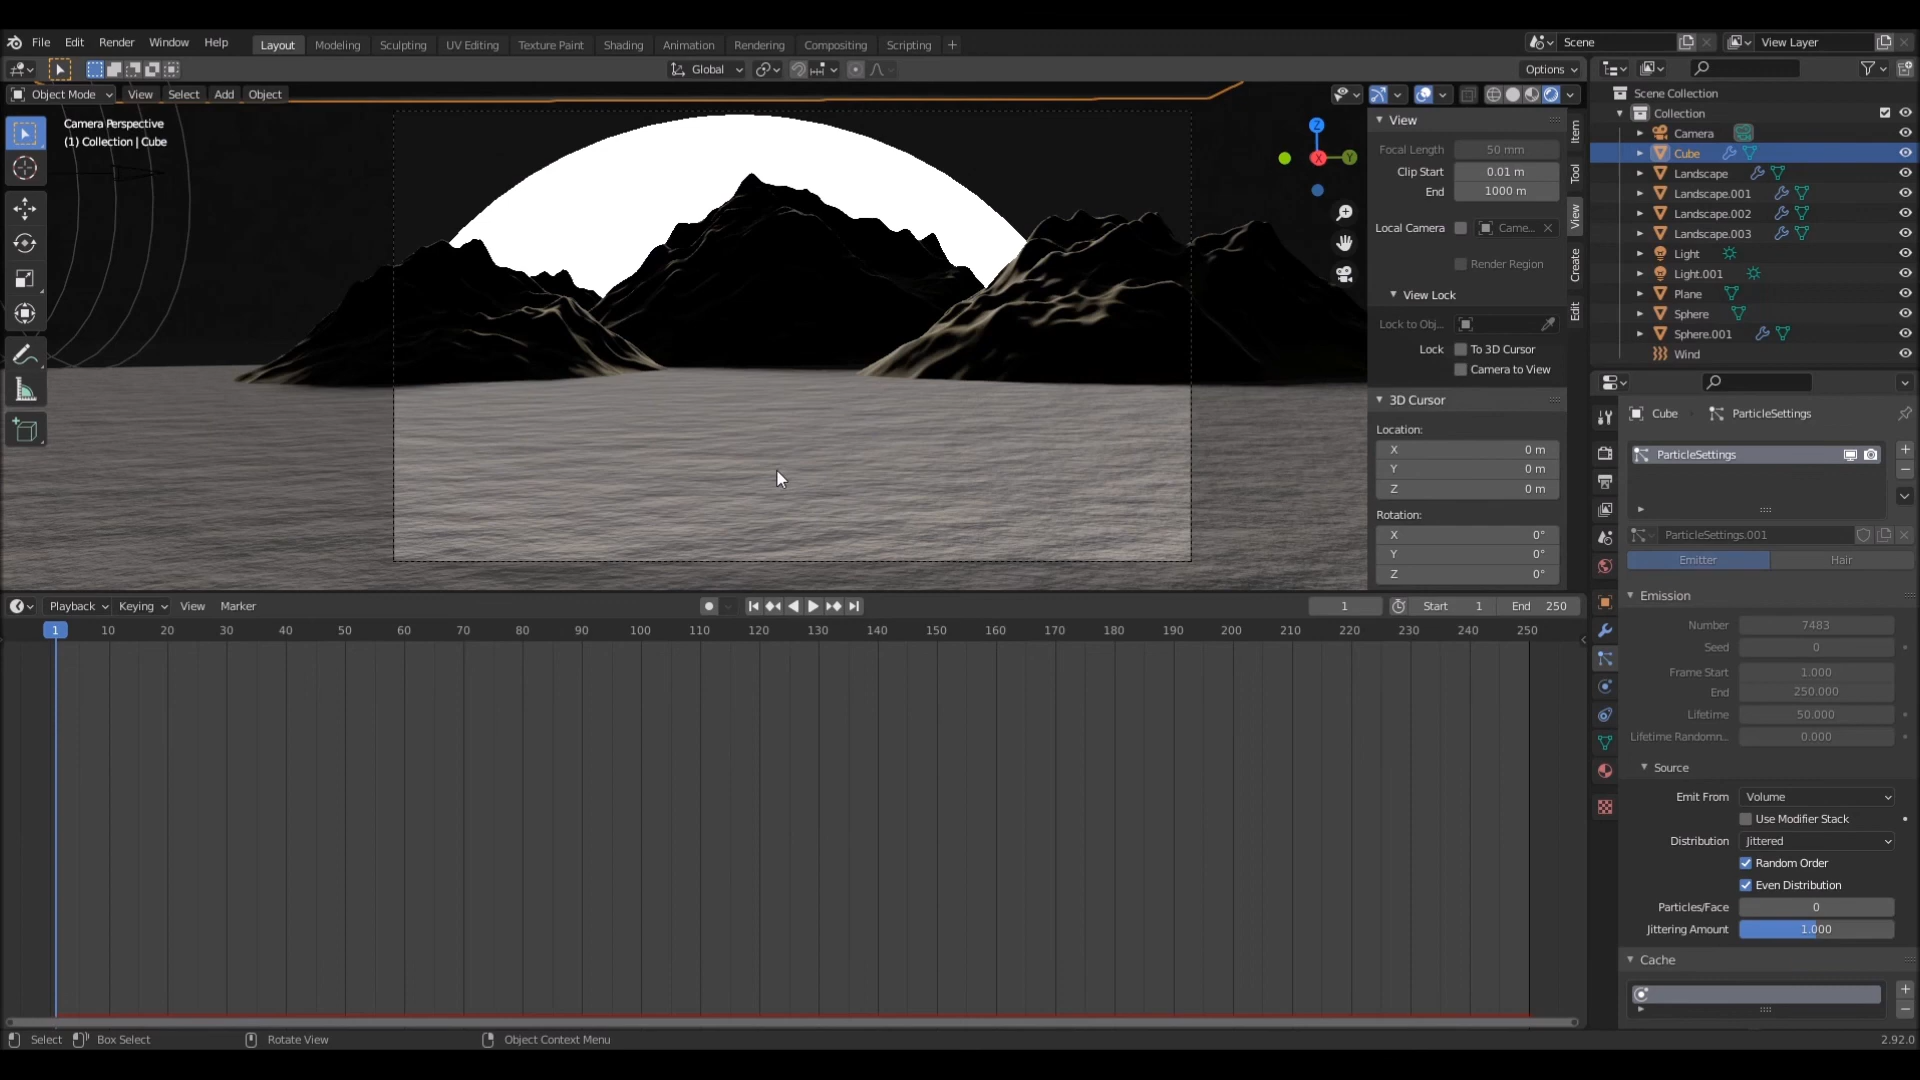 File Edit Render Window Help Layout Modeling Sculpting UV Editing Texture Paint Shading Animation Rendering Compositing Scripting + Scene View Layer
Global Options
Object Mode View Select Add Object
Camera Perspective
(1) Collection | Cube
View
Focal Length 50 mm
Clip Start 0.01 m
End 1000 m
Local Camera Came...
Render Region
View Lock
Lock to Obj...
Lock To 3D Cursor
Camera to View
3D Cursor
Location:
X 0 m
Y 0 m
Z 0 m
Rotation:
X 0°
Y 0°
Z 0°
Item
Tool
View
Create
Edit
Z
X
Y
Scene Collection
Collection
Camera
Cube
Landscape
Landscape.001
Landscape.002
Landscape.003
Light
Light.001
Plane
Sphere
Sphere.001
Wind
Cube ParticleSettings
ParticleSettings
ParticleSettings.001
Emitter Hair
Emission
Number 7483
Seed 0
Frame Start 1.000
End 250.000
Lifetime 50.000
Lifetime Randomn... 0.000
Source
Emit From Volume
Use Modifier Stack
Distribution Jittered
Random Order
Even Distribution
Particles/Face 0
Jittering Amount 1.000
Cache
Playback Keying View Marker 1 Start 1 End 250
1 10 20 30 40 50 60 70 80 90 100 110 120 130 140 150 160 170 180 190 200 210 220 230 240 250
Select Box Select Rotate View Object Context Menu 2.92.0